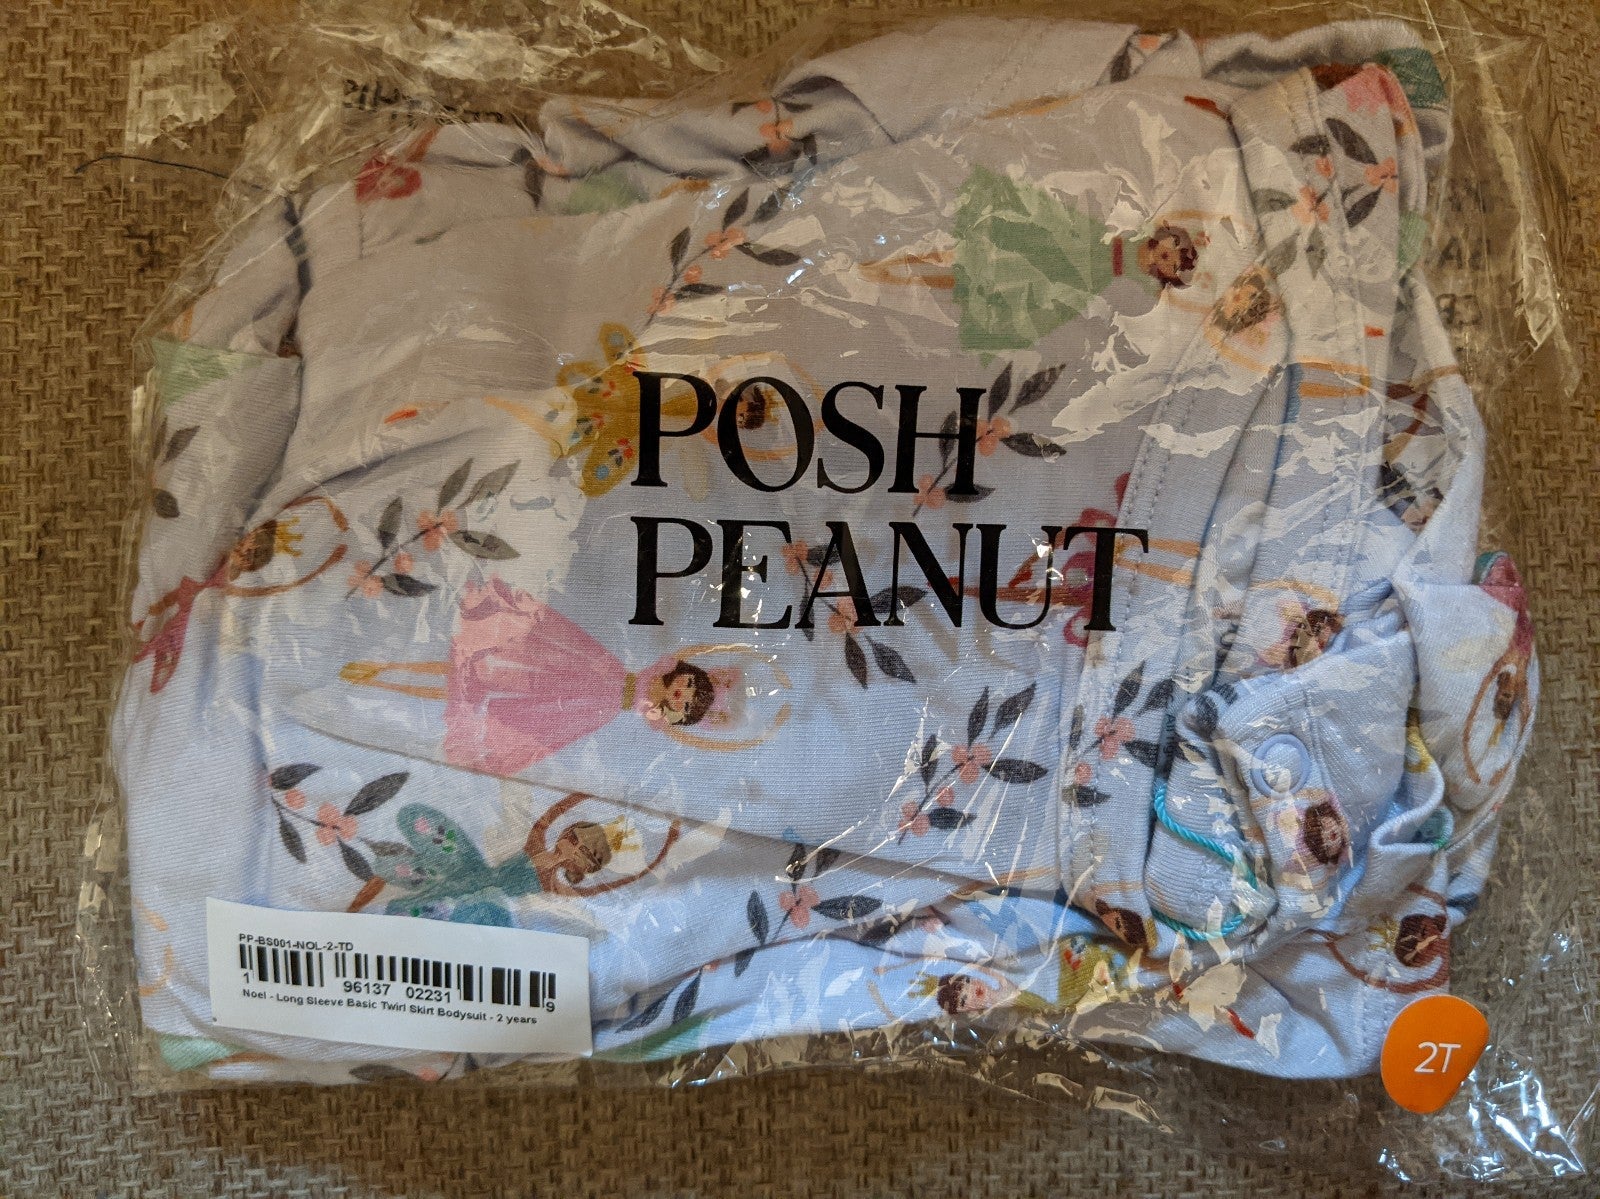 POSH
PEANUT
PP-BS001-NOL-2-TD
1 96137 02231 9
Noel - Long Sleeve Basic Twirl Skirt Bodysuit - 2 years
2T